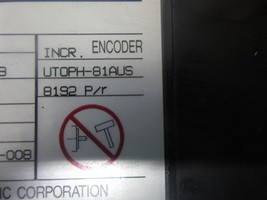 INCR. ENCODER
B
UTOPH-81AUS
8192 P/r
-008
IC CORPORATION